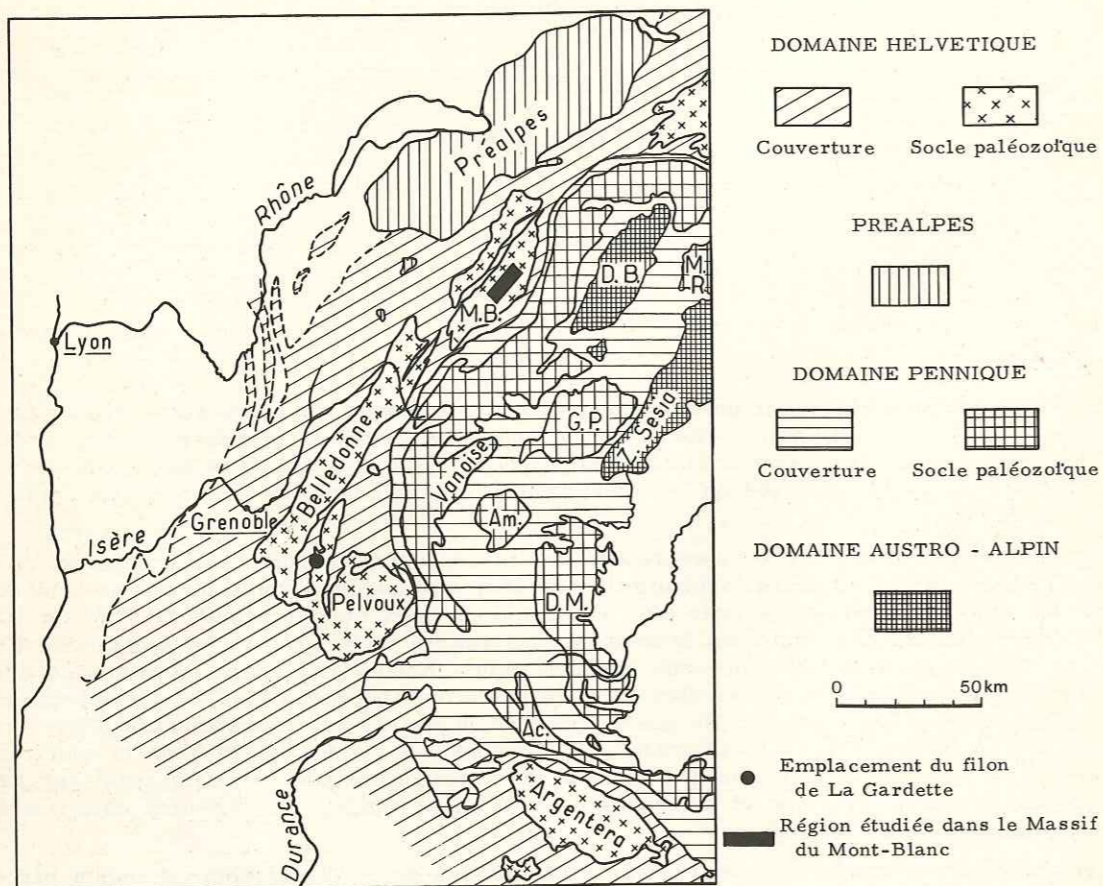 Préalpes
Rhône
D. B.
M.
R.
M.B.
Lyon
Z. Sesia
G.P.
Vanoise
Belledonne
Am.
Grenoble
Isère
Pelvoux
D.M.
Ac.
Argentera
Durance
DOMAINE HELVETIQUE
Couverture Socle paléozoïque
PREALPES
DOMAINE PENNIQUE
Couverture Socle paléozoïque
DOMAINE AUSTRO - ALPIN
0 50km
Emplacement du filon
de La Gardette
Région étudiée dans le Massif
du Mont-Blanc